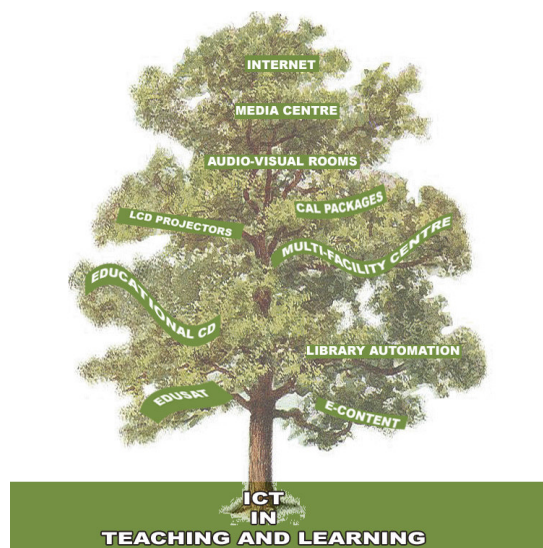 INTERNET
MEDIA CENTRE
AUDIO-VISUAL ROOMS
CAL PACKAGES
LCD PROJECTORS
MULTI-FACILITY CENTRE
EDUCATIONAL CD
LIBRARY AUTOMATION
EDUSAT
E-CONTENT
ICT
IN
TEACHING AND LEARNING